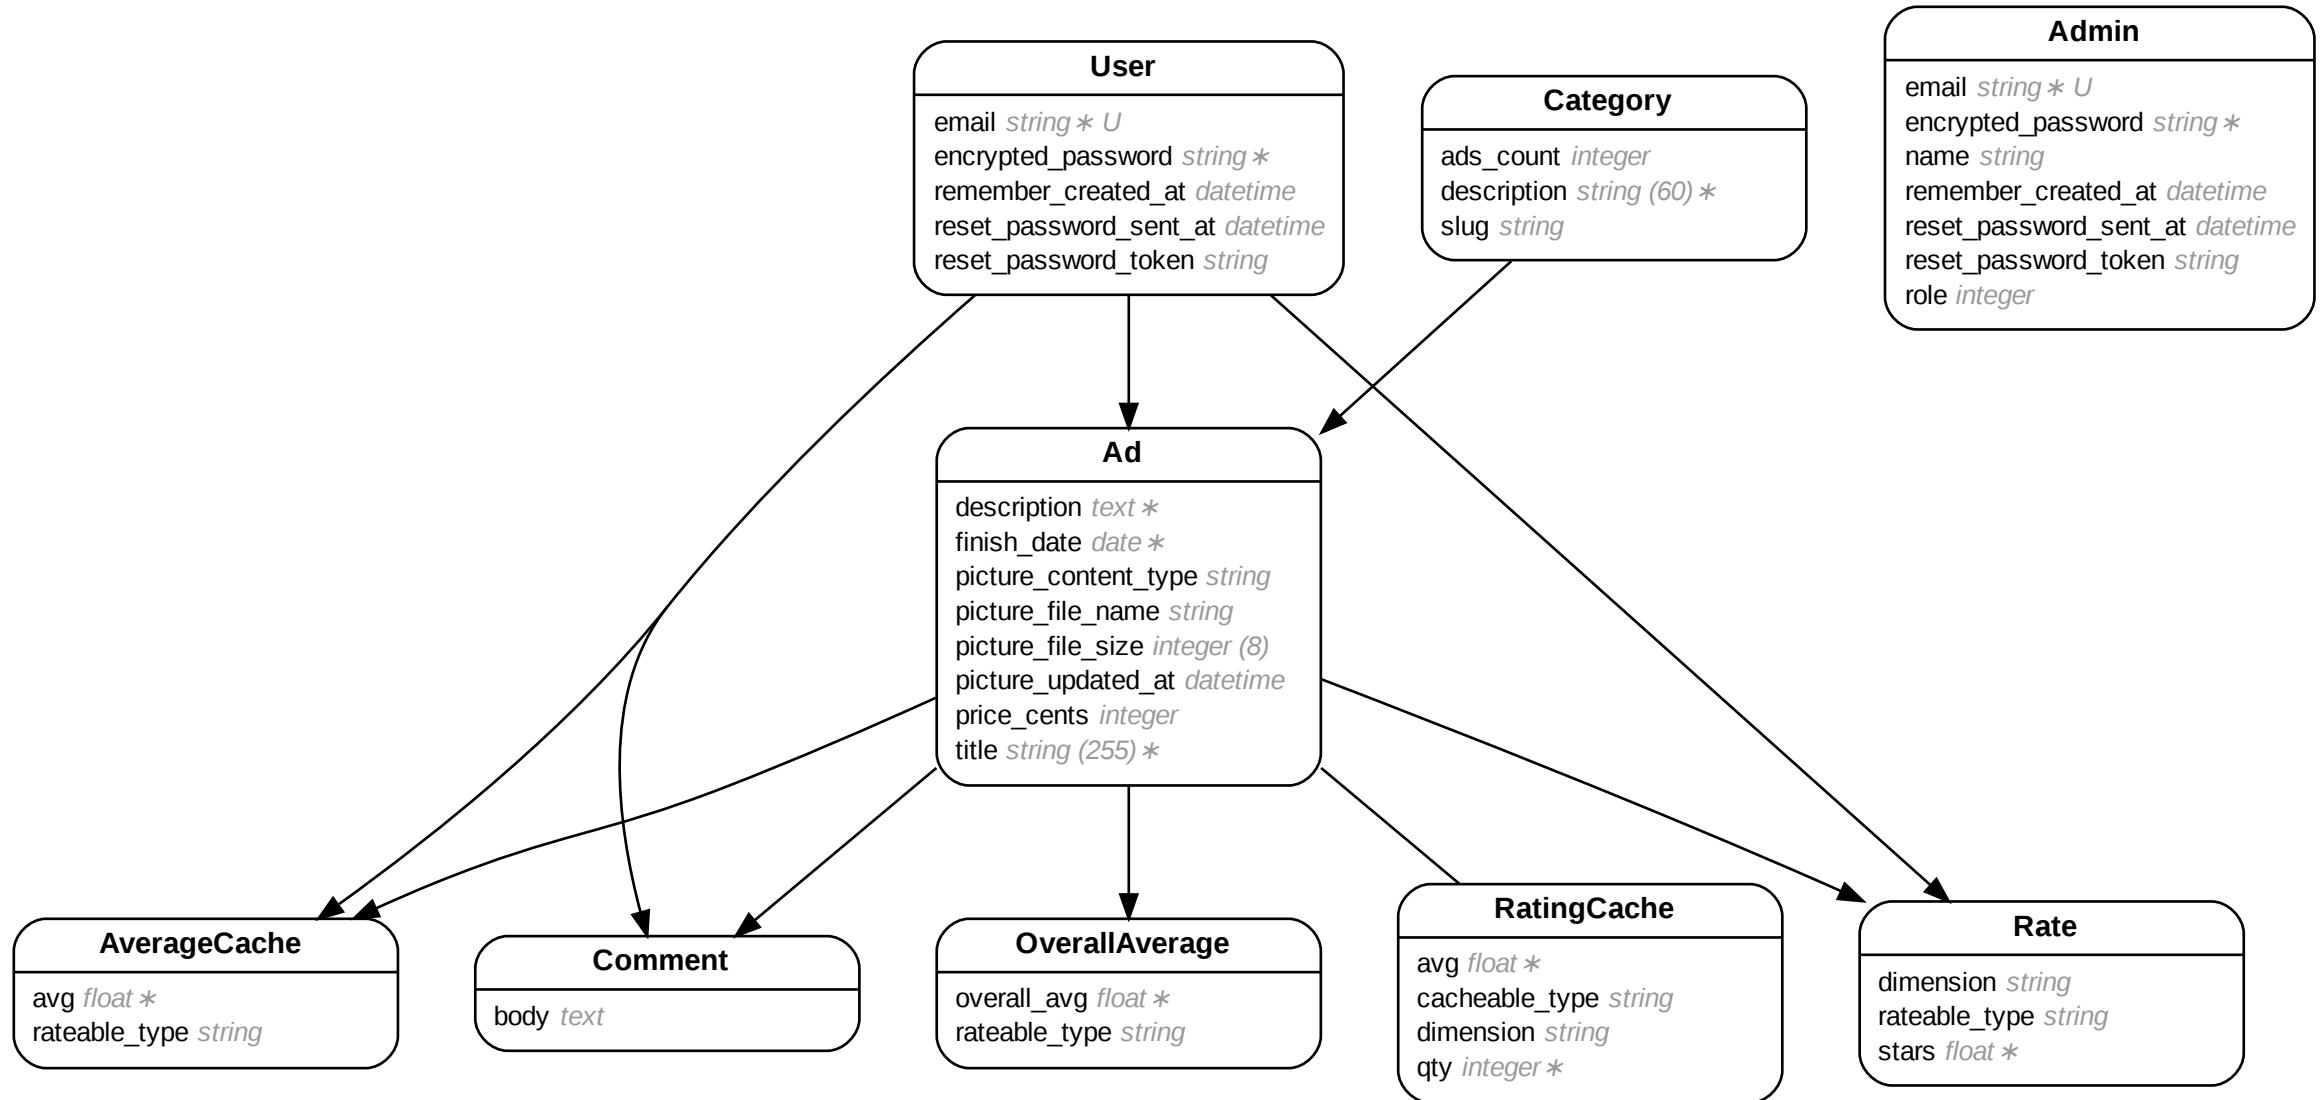 User
email string∗ U
encrypted_password string∗
remember_created_at datetime
reset_password_sent_at datetime
reset_password_token string
Category
ads_count integer
description string (60)∗
slug string
Admin
email string∗ U
encrypted_password string∗
name string
remember_created_at datetime
reset_password_sent_at datetime
reset_password_token string
role integer
Ad
description text∗
finish_date date∗
picture_content_type string
picture_file_name string
picture_file_size integer (8)
picture_updated_at datetime
price_cents integer
title string (255)∗
AverageCache
avg float∗
rateable_type string
Comment
body text
OverallAverage
overall_avg float∗
rateable_type string
RatingCache
avg float∗
cacheable_type string
dimension string
qty integer∗
Rate
dimension string
rateable_type string
stars float∗